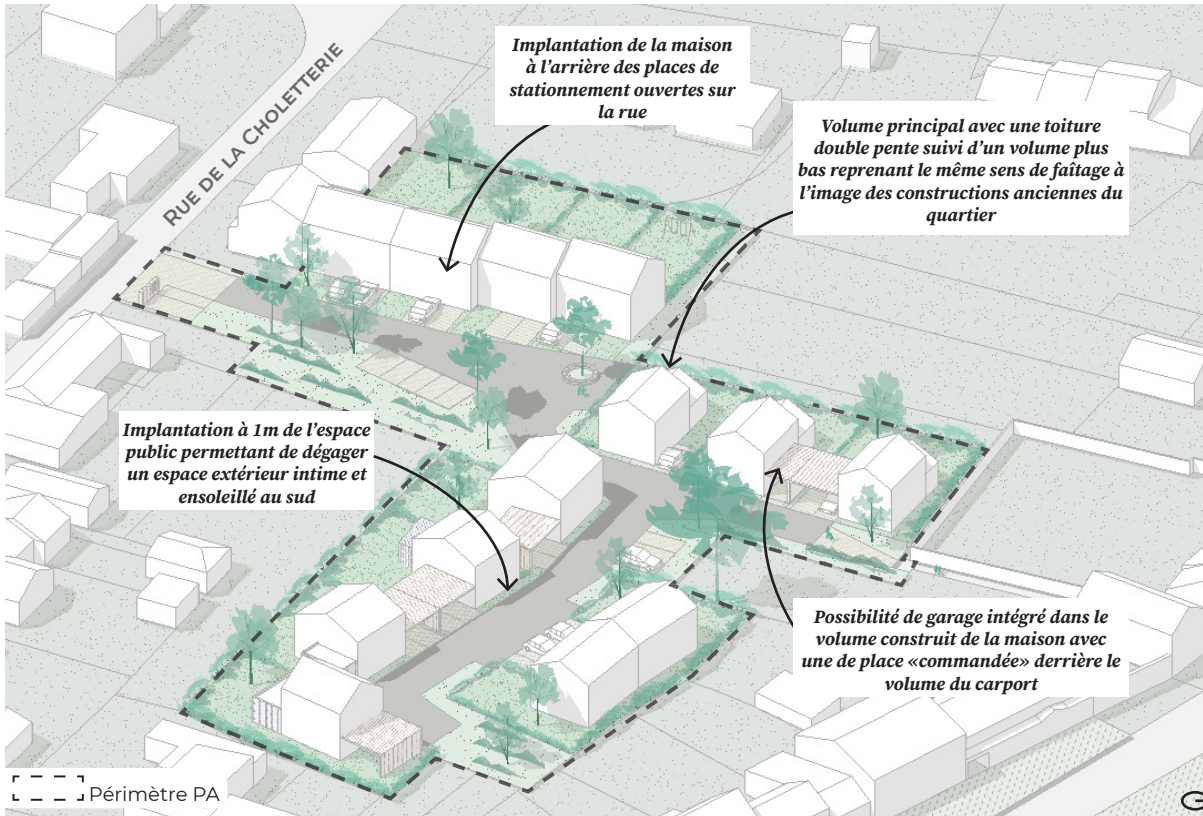 Implantation de la maison
à l'arrière des places de
stationnement ouvertes sur
la rue
RUE DE LA CHOLETTERIE
Volume principal avec une toiture
double pente suivi d'un volume plus
bas reprenant le même sens de faîtage à
l'image des constructions anciennes du
quartier
Implantation à 1m de l'espace
public permettant de dégager
un espace extérieur intime et
ensoleillé au sud
Possibilité de garage intégré dans le
volume construit de la maison avec
une de place «commandée» derrière le
volume du carport
Périmètre PA